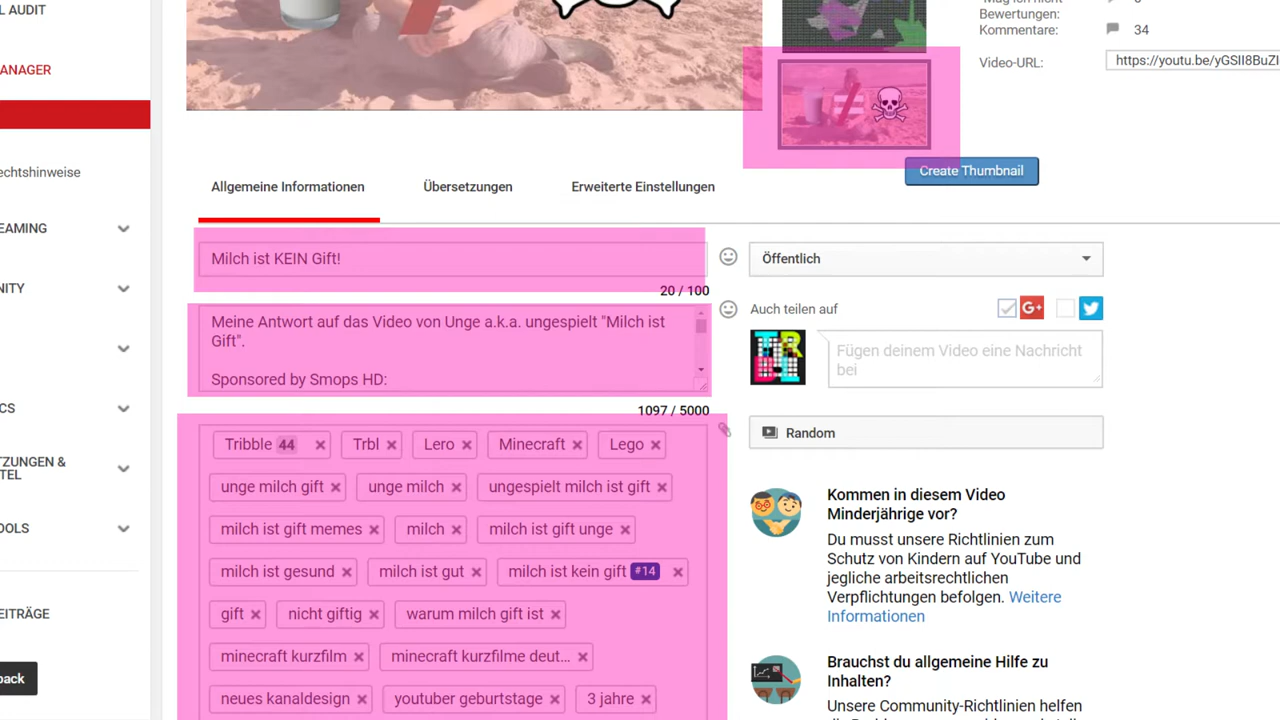 L AUDIT
ANAGER
echtshinweise
EAMING
NITY
CS
TZUNGEN &
TEL
OOLS
EITRÄGE
back
Bewertungen:
Kommentare:
34
Video-URL:
https://youtu.be/yGSII8BuZI
Create Thumbnail
Allgemeine Informationen
Übersetzungen
Erweiterte Einstellungen
Milch ist KEIN Gift!
20 / 100
Meine Antwort auf das Video von Unge a.k.a. ungespielt "Milch ist
Gift".
Sponsored by Smops HD:
1097 / 5000
Tribble 44 Trbl Lero Minecraft Lego
unge milch gift unge milch ungespielt milch ist gift
milch ist gift memes milch milch ist gift unge
milch ist gesund milch ist gut milch ist kein gift #14
gift nicht giftig warum milch gift ist
minecraft kurzfilm minecraft kurzfilme deut...
neues kanaldesign youtuber geburtstage 3 jahre
Öffentlich
Auch teilen auf
G+
TR
BL
Fügen deinem Video eine Nachricht
bei
Random
Kommen in diesem Video
Minderjährige vor?
Du musst unsere Richtlinien zum
Schutz von Kindern auf YouTube und
jegliche arbeitsrechtlichen
Verpflichtungen befolgen. Weitere
Informationen
Brauchst du allgemeine Hilfe zu
Inhalten?
Unsere Community-Richtlinien helfen